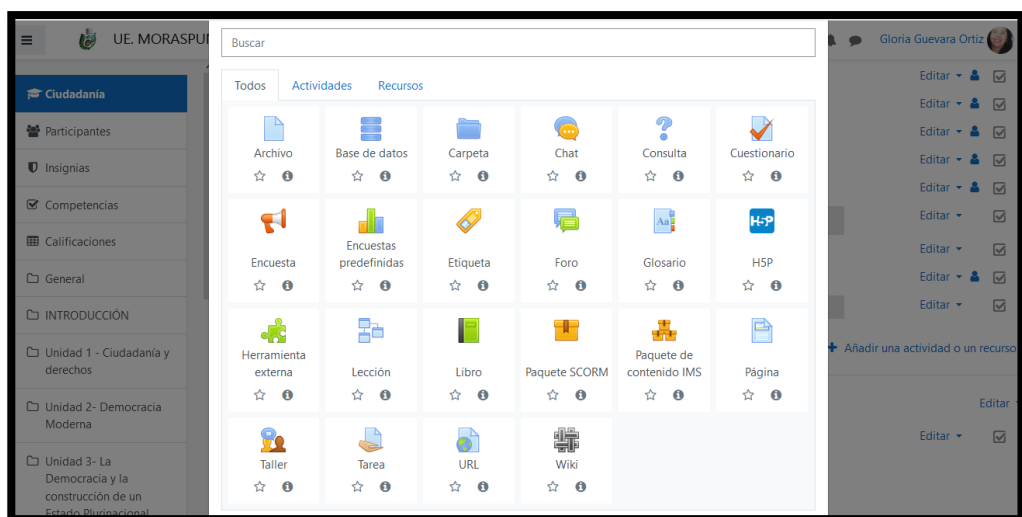 UE. MORASPU
Gloria Guevara Ortiz
Ciudadanía
Participantes
Insignias
Competencias
Calificaciones
General
INTRODUCCIÓN
Unidad 1 - Ciudadanía y
derechos
Unidad 2- Democracia
Moderna
Unidad 3- La
Democracia y la
construcción de un
Estado Plurinacional
Buscar
Todos Actividades Recursos
Archivo Base de datos Carpeta Chat Consulta Cuestionario
Encuesta Encuestas
predefinidas Etiqueta Foro Glosario H5P
Herramienta
externa Lección Libro Paquete SCORM Paquete de
contenido IMS Página
Taller Tarea URL Wiki
Aa
H5P
Editar
Editar
Editar
Editar
Editar
Editar
Editar
Editar
Editar
Añadir una actividad o un recurso
Editar
Editar